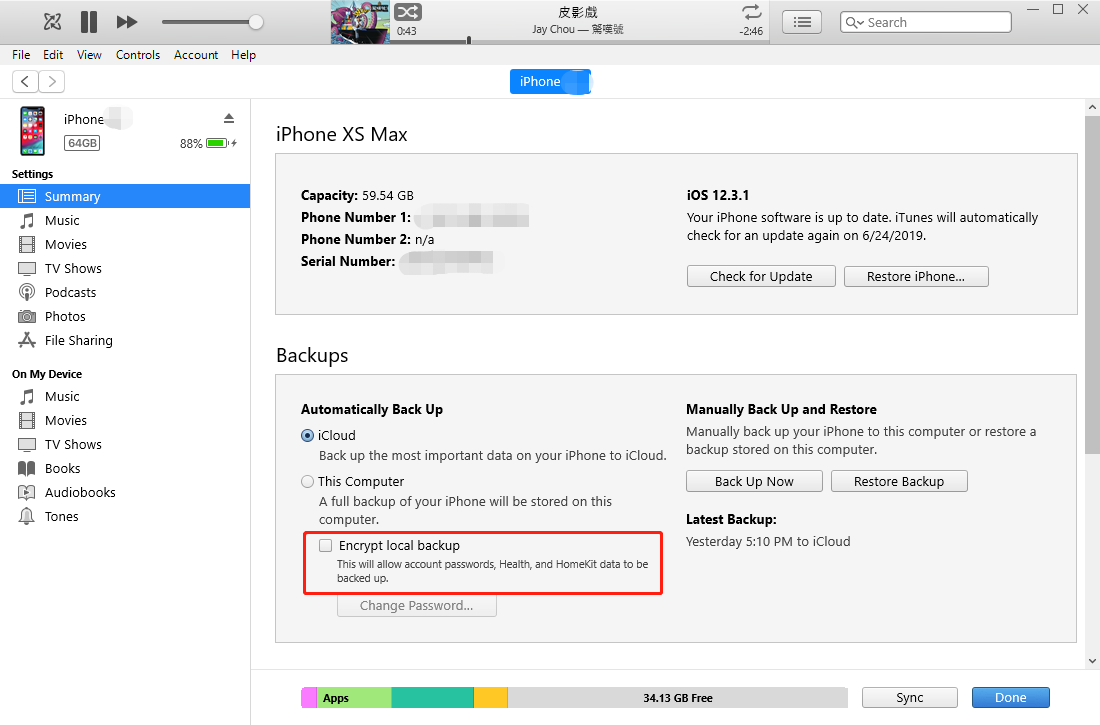 皮影戲
0:43
Jay Chou — 驚嘆號
-2:46
Search
File Edit View Controls Account Help
iPhone
iPhone
64GB
88%
Settings
Summary
Music
Movies
TV Shows
Podcasts
Photos
File Sharing
On My Device
Music
Movies
TV Shows
Books
Audiobooks
Tones
iPhone XS Max
Capacity: 59.54 GB
Phone Number 1:
Phone Number 2: n/a
Serial Number:
iOS 12.3.1
Your iPhone software is up to date. iTunes will automatically
check for an update again on 6/24/2019.
Check for Update
Restore iPhone...
Backups
Automatically Back Up
iCloud
Back up the most important data on your iPhone to iCloud.
This Computer
A full backup of your iPhone will be stored on this
computer.
Encrypt local backup
This will allow account passwords, Health, and HomeKit data to be
backed up.
Change Password...
Manually Back Up and Restore
Manually back up your iPhone to this computer or restore a
backup stored on this computer.
Back Up Now
Restore Backup
Latest Backup:
Yesterday 5:10 PM to iCloud
Apps
34.13 GB Free
Sync
Done